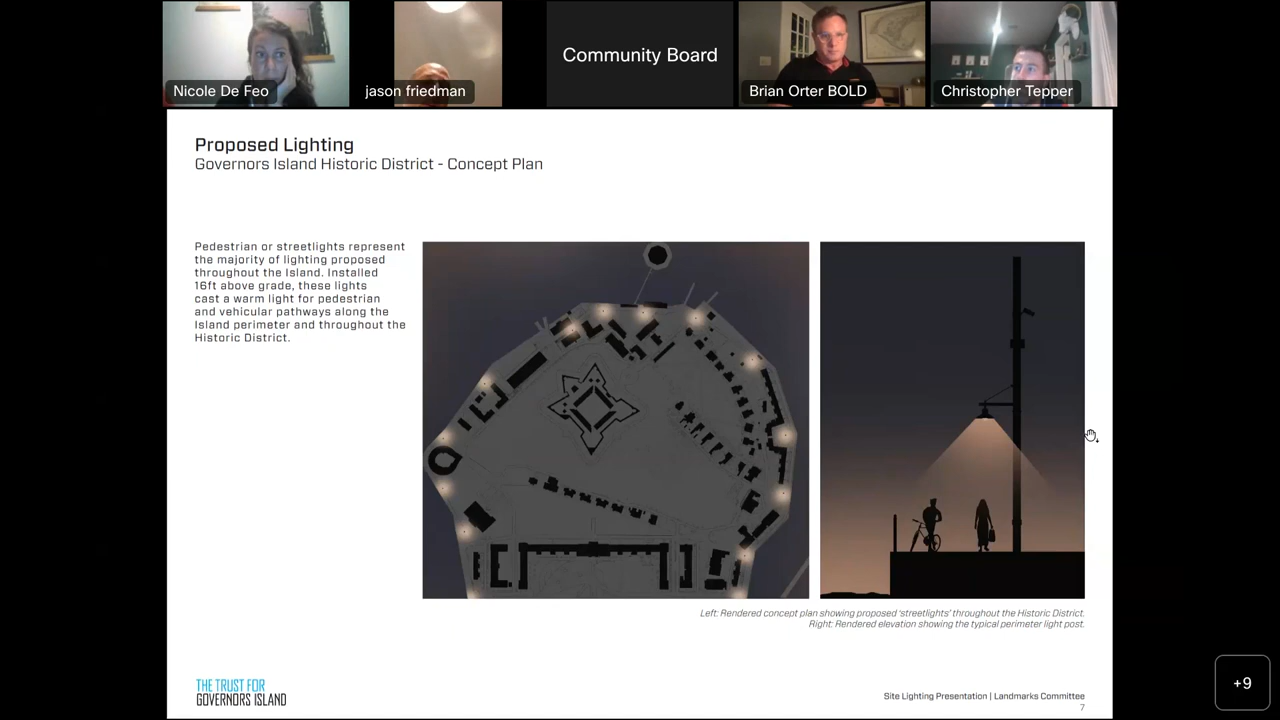 Nicole De Feo
jason friedman
Community Board
Brian Orter BOLD
Christopher Tepper
Proposed Lighting
Governors Island Historic District - Concept Plan
Pedestrian or streetlights represent
the majority of lighting proposed
throughout the Island. Installed
16ft above grade, these lights
cast a warm light for pedestrian
and vehicular pathways along the
Island perimeter and throughout the
Historic District.
Left: Rendered concept plan showing proposed 'streetlights' throughout the Historic District.
Right: Rendered elevation showing the typical perimeter light post.
THE TRUST FOR
GOVERNORS ISLAND
Site Lighting Presentation | Landmarks Committee
7
+9